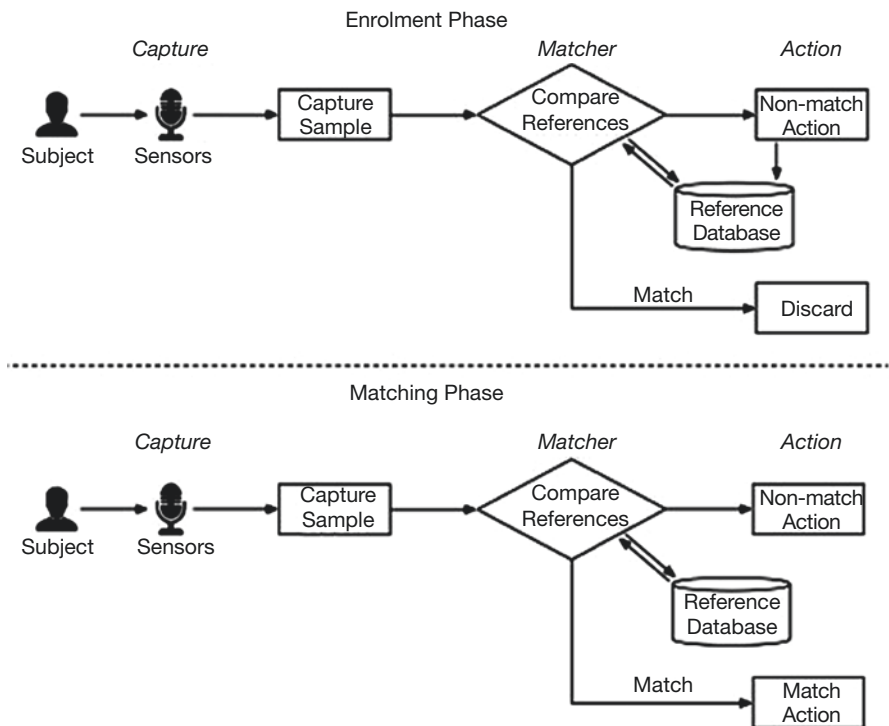 Enrolment Phase
Capture
Matcher
Action
Capture
Sample
Compare
References
Non-match
Action
Subject
Sensors
Reference
Database
Match
Discard
Matching Phase
Capture
Matcher
Action
Capture
Sample
Compare
References
Non-match
Action
Subject
Sensors
Reference
Database
Match
Match
Action